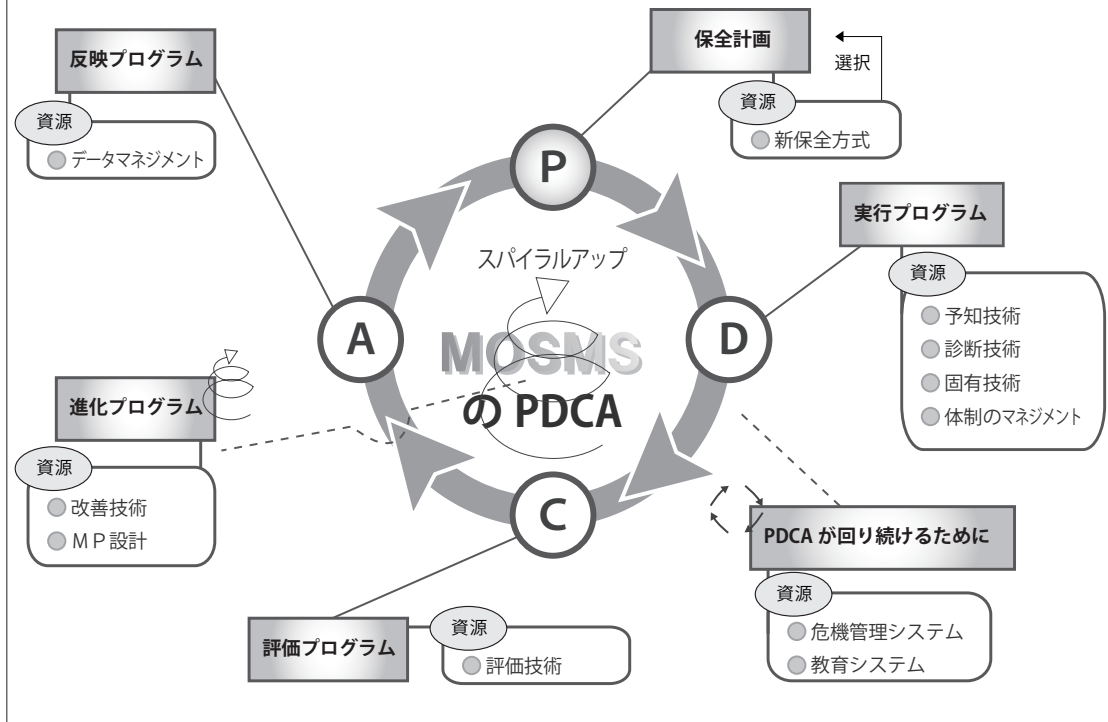 反映プログラム
資源
データマネジメント
保全計画
選択
資源
新保全方式
P
実行プログラム
資源
予知技術
診断技術
固有技術
体制のマネジメント
スパイラルアップ
MOSMS
の PDCA
A
D
C
進化プログラム
資源
改善技術
ＭＰ設計
PDCA が回り続けるために
資源
危機管理システム
教育システム
評価プログラム
資源
評価技術